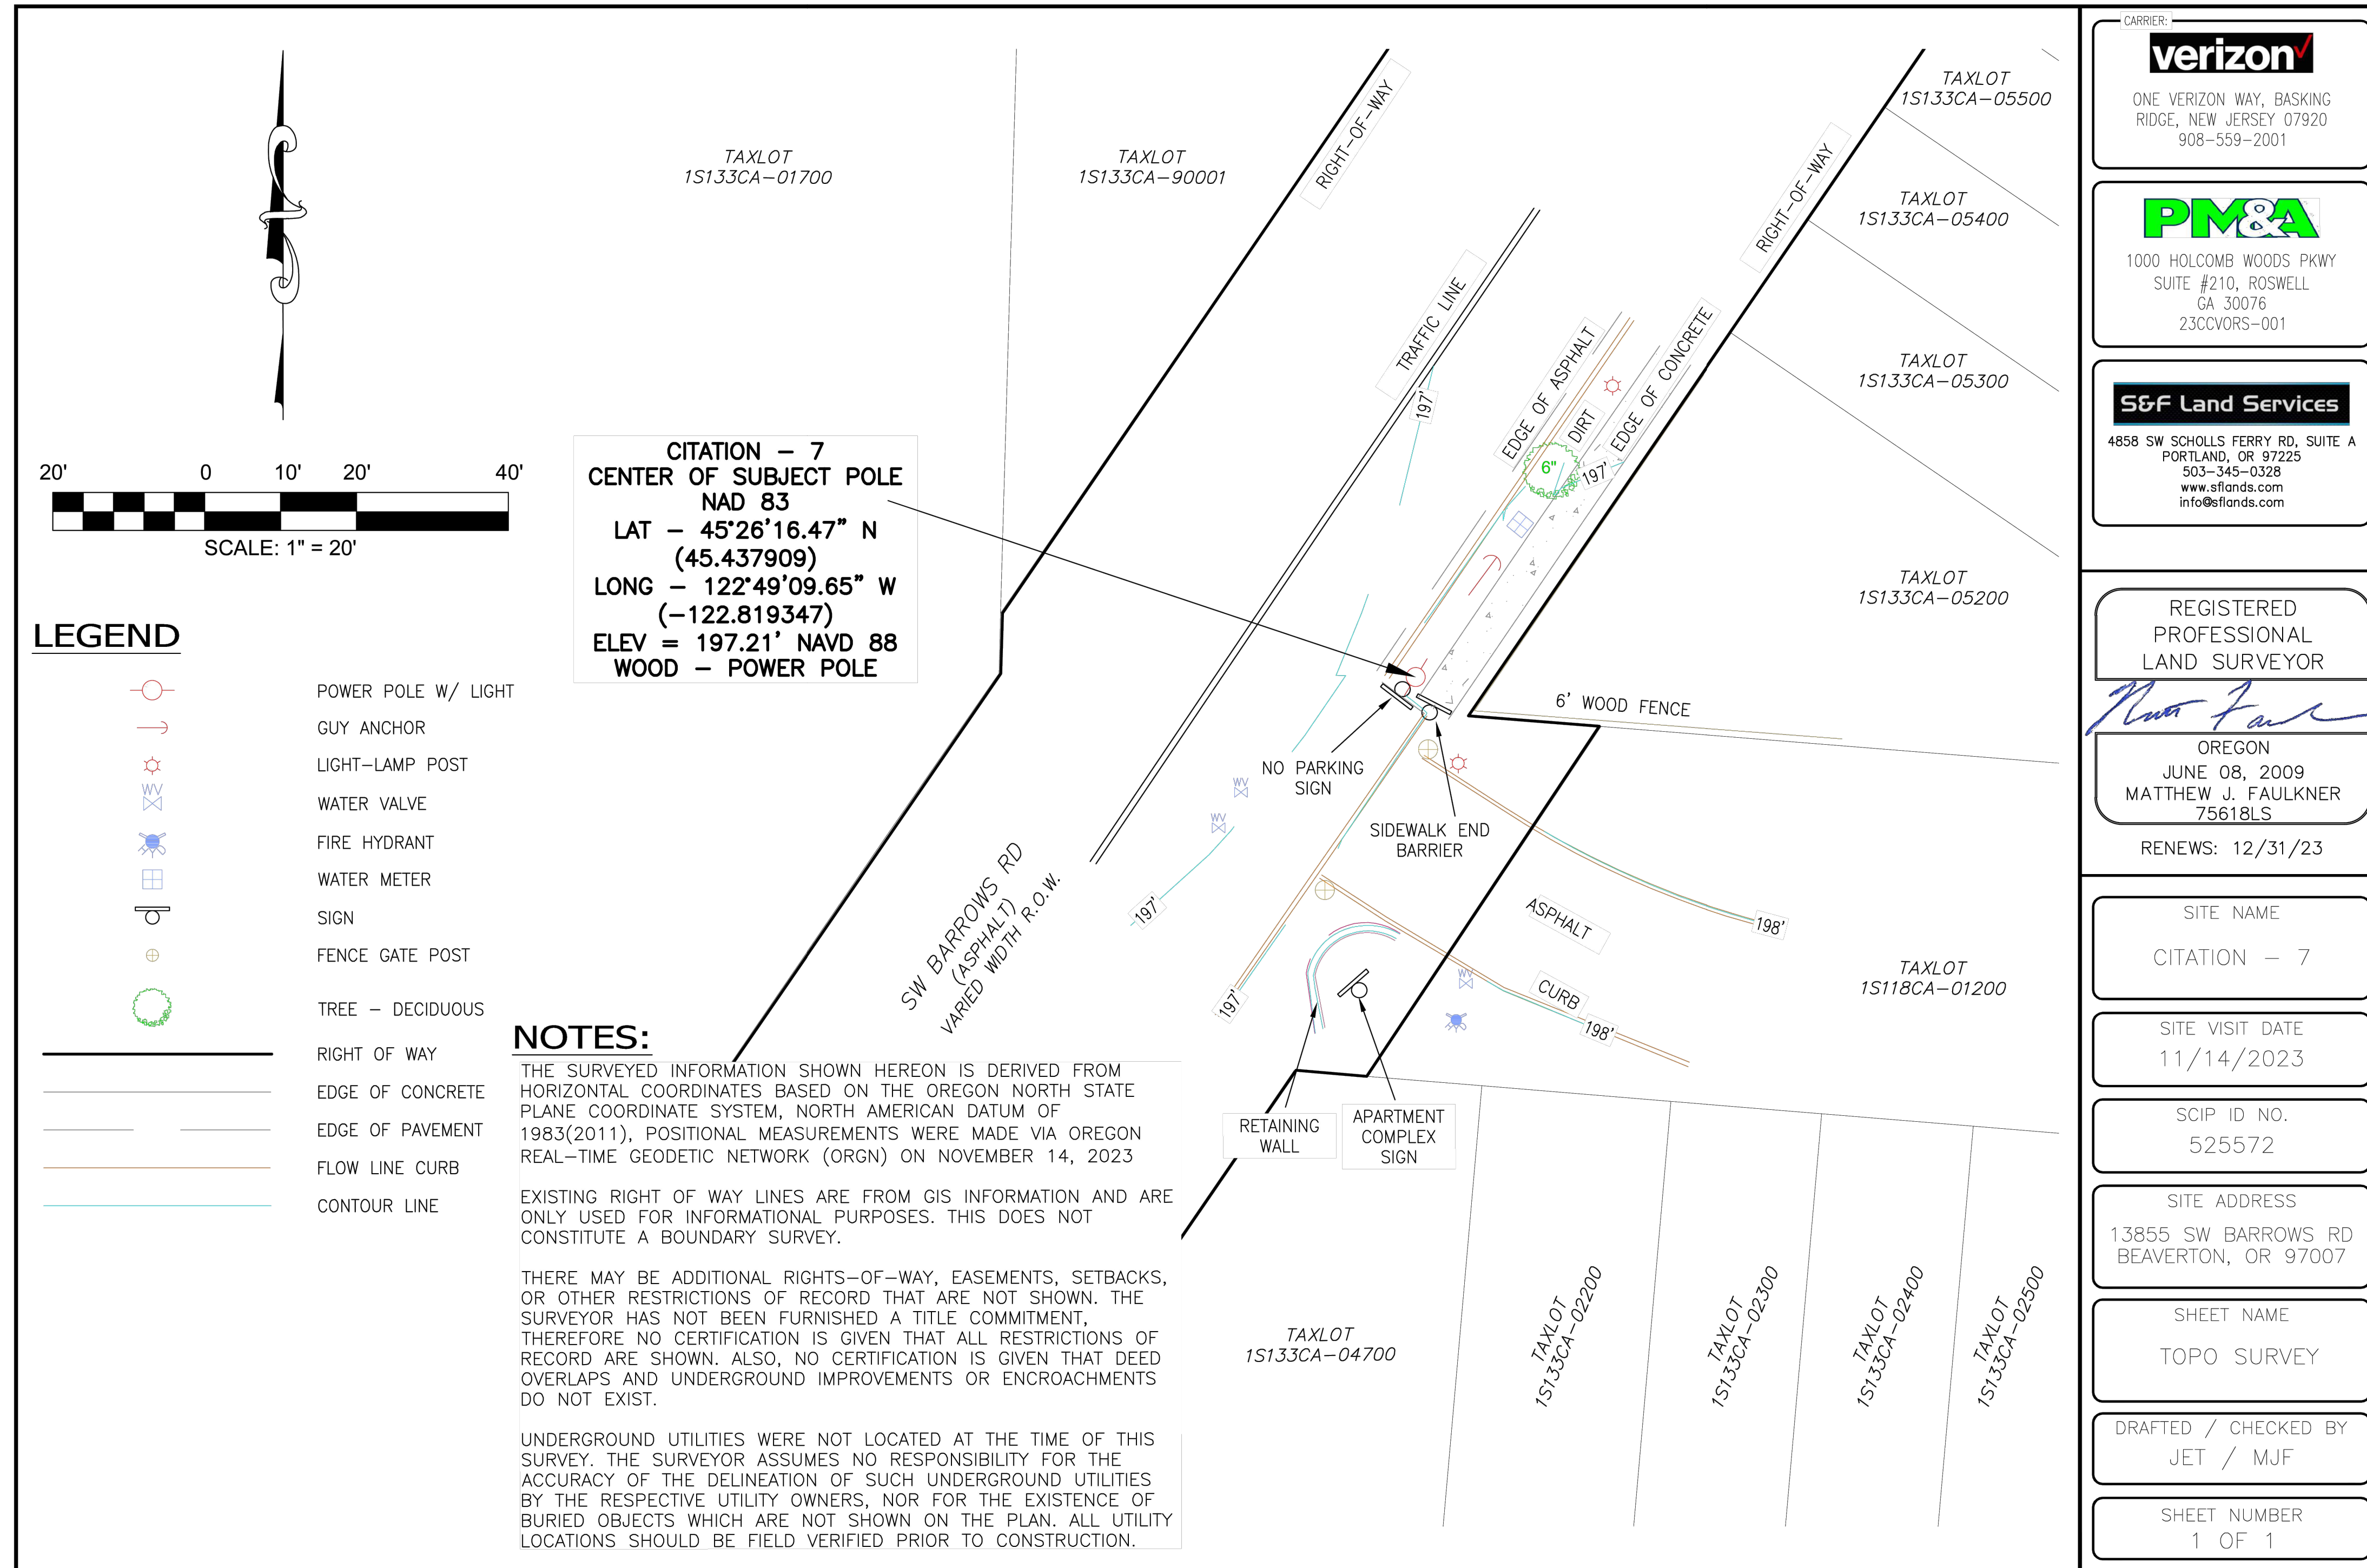 TAXLOT
1S133CA-01700
TAXLOT
1S133CA-90001
RIGHT-OF-WAY
RIGHT-OF-WAY
TAXLOT
1S133CA-05500
TAXLOT
1S133CA-05400
TAXLOT
1S133CA-05300
TAXLOT
1S133CA-05200
TRAFFIC LINE
197'
EDGE OF ASPHALT
DIRT
EDGE OF CONCRETE
6"
197'
20' 0 10' 20' 40'
SCALE: 1" = 20'
CITATION - 7
CENTER OF SUBJECT POLE
NAD 83
LAT - 45°26'16.47" N
(45.437909)
LONG - 122°49'09.65" W
(-122.819347)
ELEV = 197.21' NAVD 88
WOOD - POWER POLE
6' WOOD FENCE
NO PARKING
SIGN
SIDEWALK END
BARRIER
WV
WV
SW BARROWS RD
(ASPHALT)
VARIED WIDTH R.O.W.
197'
197'
ASPHALT
198'
CURB
198'
WV
TAXLOT
1S118CA-01200
RETAINING
WALL
APARTMENT
COMPLEX
SIGN
TAXLOT
1S133CA-04700
TAXLOT
1S133CA-02200
TAXLOT
1S133CA-02300
TAXLOT
1S133CA-02400
TAXLOT
1S133CA-02500
LEGEND
POWER POLE W/ LIGHT
GUY ANCHOR
LIGHT-LAMP POST
WV
WATER VALVE
FIRE HYDRANT
WATER METER
SIGN
FENCE GATE POST
TREE - DECIDUOUS
RIGHT OF WAY
EDGE OF CONCRETE
EDGE OF PAVEMENT
FLOW LINE CURB
CONTOUR LINE
NOTES:
THE SURVEYED INFORMATION SHOWN HEREON IS DERIVED FROM
HORIZONTAL COORDINATES BASED ON THE OREGON NORTH STATE
PLANE COORDINATE SYSTEM, NORTH AMERICAN DATUM OF
1983(2011), POSITIONAL MEASUREMENTS WERE MADE VIA OREGON
REAL-TIME GEODETIC NETWORK (ORGN) ON NOVEMBER 14, 2023
EXISTING RIGHT OF WAY LINES ARE FROM GIS INFORMATION AND ARE
ONLY USED FOR INFORMATIONAL PURPOSES. THIS DOES NOT
CONSTITUTE A BOUNDARY SURVEY.
THERE MAY BE ADDITIONAL RIGHTS-OF-WAY, EASEMENTS, SETBACKS,
OR OTHER RESTRICTIONS OF RECORD THAT ARE NOT SHOWN. THE
SURVEYOR HAS NOT BEEN FURNISHED A TITLE COMMITMENT,
THEREFORE NO CERTIFICATION IS GIVEN THAT ALL RESTRICTIONS OF
RECORD ARE SHOWN. ALSO, NO CERTIFICATION IS GIVEN THAT DEED
OVERLAPS AND UNDERGROUND IMPROVEMENTS OR ENCROACHMENTS
DO NOT EXIST.
UNDERGROUND UTILITIES WERE NOT LOCATED AT THE TIME OF THIS
SURVEY. THE SURVEYOR ASSUMES NO RESPONSIBILITY FOR THE
ACCURACY OF THE DELINEATION OF SUCH UNDERGROUND UTILITIES
BY THE RESPECTIVE UTILITY OWNERS, NOR FOR THE EXISTENCE OF
BURIED OBJECTS WHICH ARE NOT SHOWN ON THE PLAN. ALL UTILITY
LOCATIONS SHOULD BE FIELD VERIFIED PRIOR TO CONSTRUCTION.
CARRIER:
verizon
ONE VERIZON WAY, BASKING
RIDGE, NEW JERSEY 07920
908-559-2001
PM&A
1000 HOLCOMB WOODS PKWY
SUITE #210, ROSWELL
GA 30076
23CCVORS-001
S&F Land Services
4858 SW SCHOLLS FERRY RD, SUITE A
PORTLAND, OR 97225
503-345-0328
www.sflands.com
info@sflands.com
REGISTERED
PROFESSIONAL
LAND SURVEYOR
OREGON
JUNE 08, 2009
MATTHEW J. FAULKNER
75618LS
RENEWS: 12/31/23
SITE NAME
CITATION - 7
SITE VISIT DATE
11/14/2023
SCIP ID NO.
525572
SITE ADDRESS
13855 SW BARROWS RD
BEAVERTON, OR 97007
SHEET NAME
TOPO SURVEY
DRAFTED / CHECKED BY
JET / MJF
SHEET NUMBER
1 OF 1